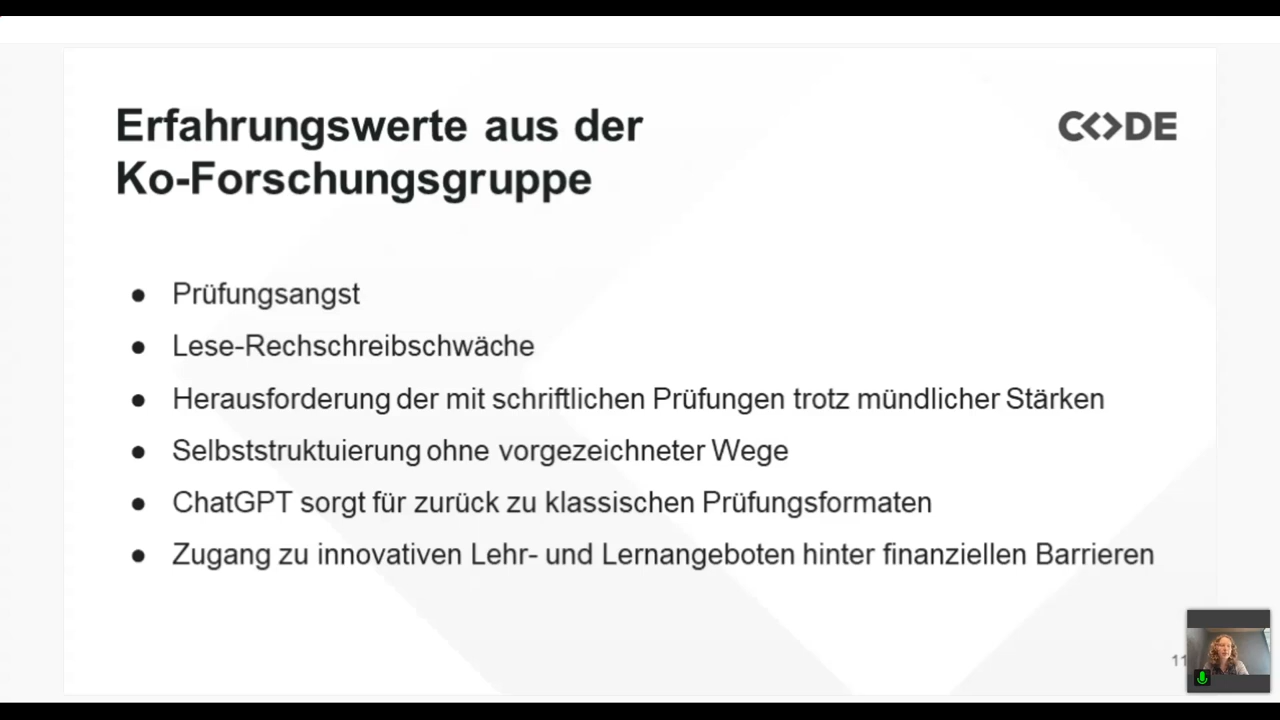 Erfahrungswerte aus der
Ko-Forschungsgruppe
C<>DE
● Prüfungsangst
● Lese-Rechschreibschwäche
● Herausforderung der mit schriftlichen Prüfungen trotz mündlicher Stärken
● Selbststruktuierung ohne vorgezeichneter Wege
● ChatGPT sorgt für zurück zu klassischen Prüfungsformaten
● Zugang zu innovativen Lehr- und Lernangeboten hinter finanziellen Barrieren
11